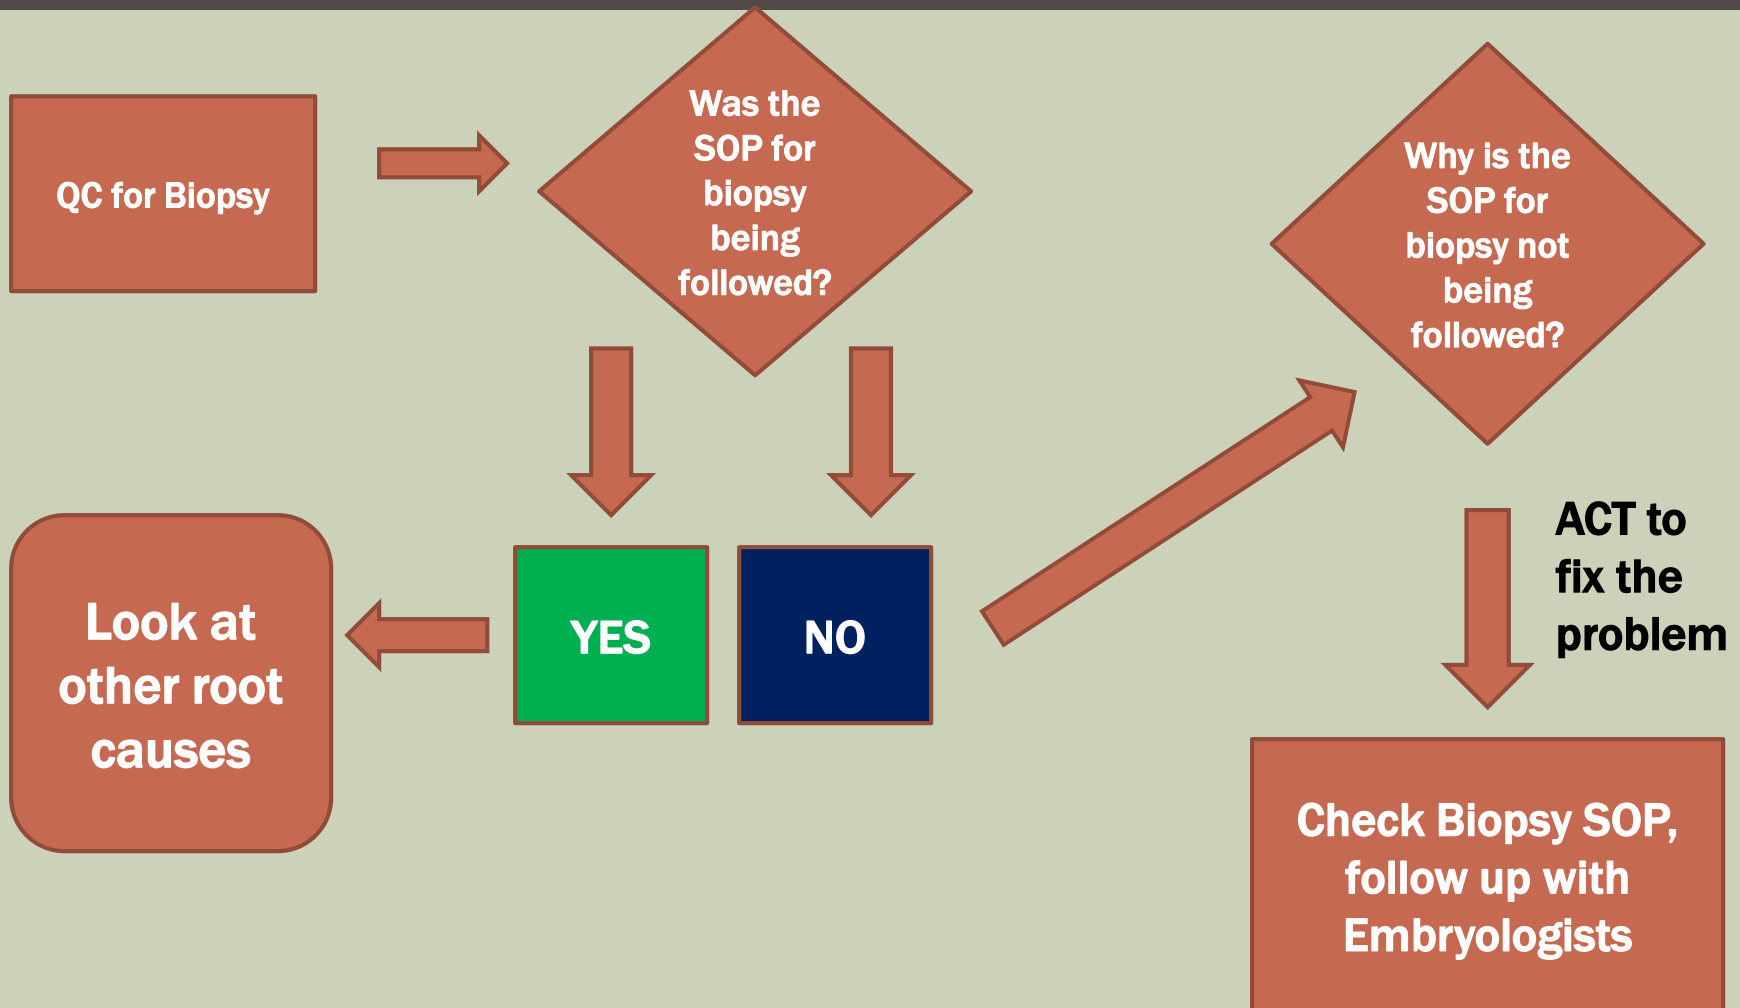 QC for Biopsy
Was the
SOP for
biopsy
being
followed?
Why is the
SOP for
biopsy not
being
followed?
YES
NO
Look at
other root
causes
ACT to
fix the
problem
Check Biopsy SOP,
follow up with
Embryologists